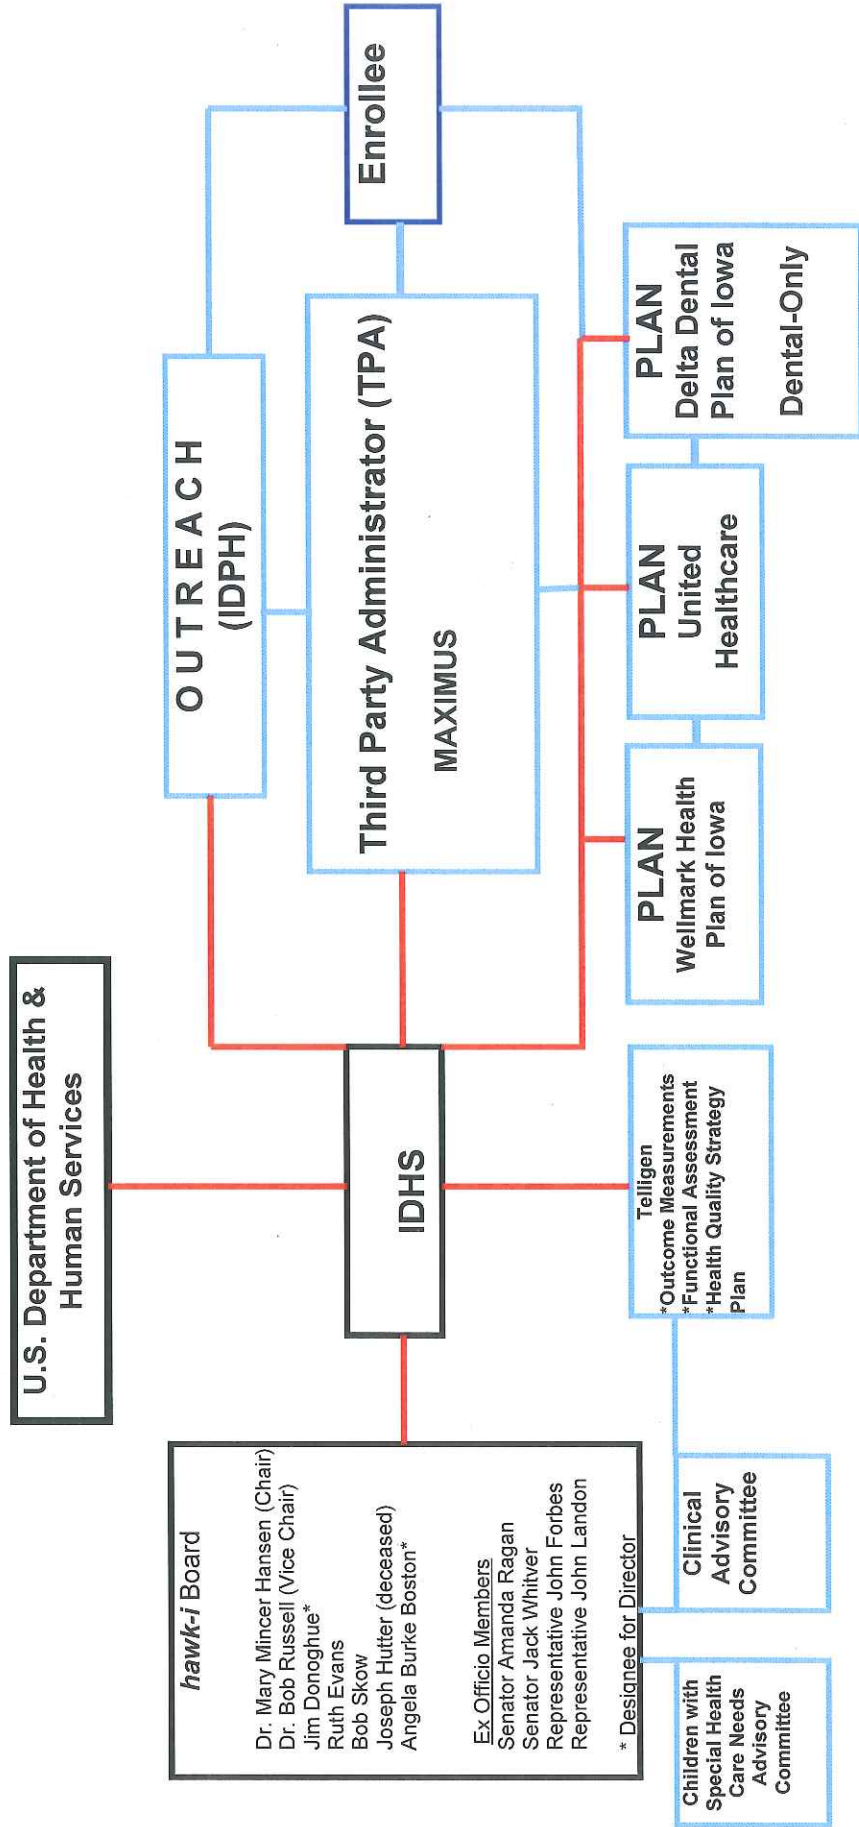 U.S. Department of Health &
Human Services
hawk-i Board
Dr. Mary Mincer Hansen (Chair)
Dr. Bob Russell (Vice Chair)
Jim Donoghue*
Ruth Evans
Bob Skow
Joseph Hutter (deceased)
Angela Burke Boston*
Ex Officio Members
Senator Amanda Ragan
Senator Jack Whitver
Representative John Forbes
Representative John Landon
* Designee for Director
IDHS
O U T R E A C H
(IDPH)
Third Party Administrator (TPA)
MAXIMUS
Enrollee
Children with
Special Health
Care Needs
Advisory
Committee
Clinical
Advisory
Committee
Telligen
*Outcome Measurements
*Functional Assessment
*Health Quality Strategy
Plan
PLAN
Wellmark Health
Plan of Iowa
PLAN
United
Healthcare
PLAN
Delta Dental
Plan of Iowa
Dental-Only